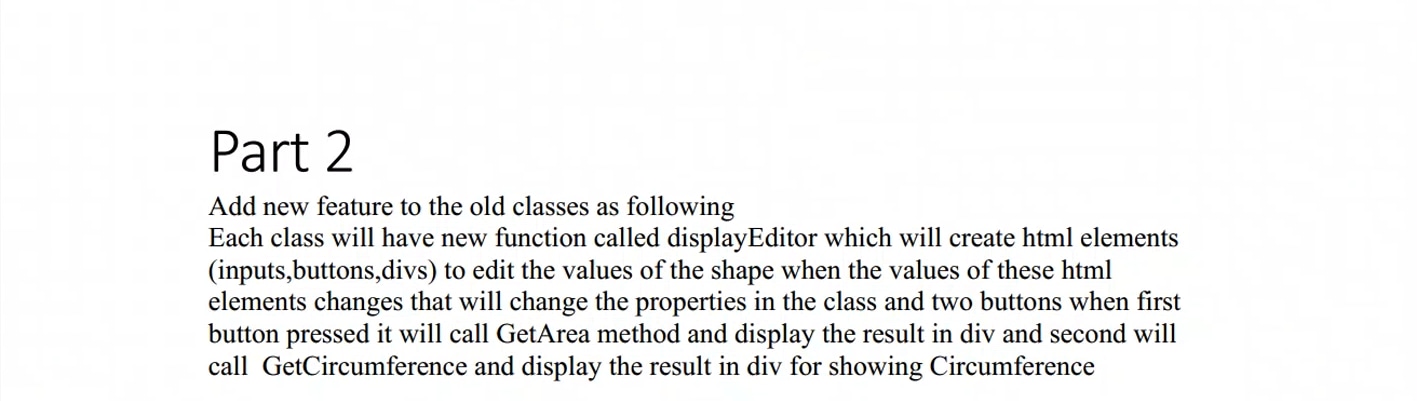 Part 2
Add new feature to the old classes as following
Each class will have new function called displayEditor which will create html elements
(inputs,buttons,divs) to edit the values of the shape when the values of these html
elements changes that will change the properties in the class and two buttons when first
button pressed it will call GetArea method and display the result in div and second will
call  GetCircumference and display the result in div for showing Circumference